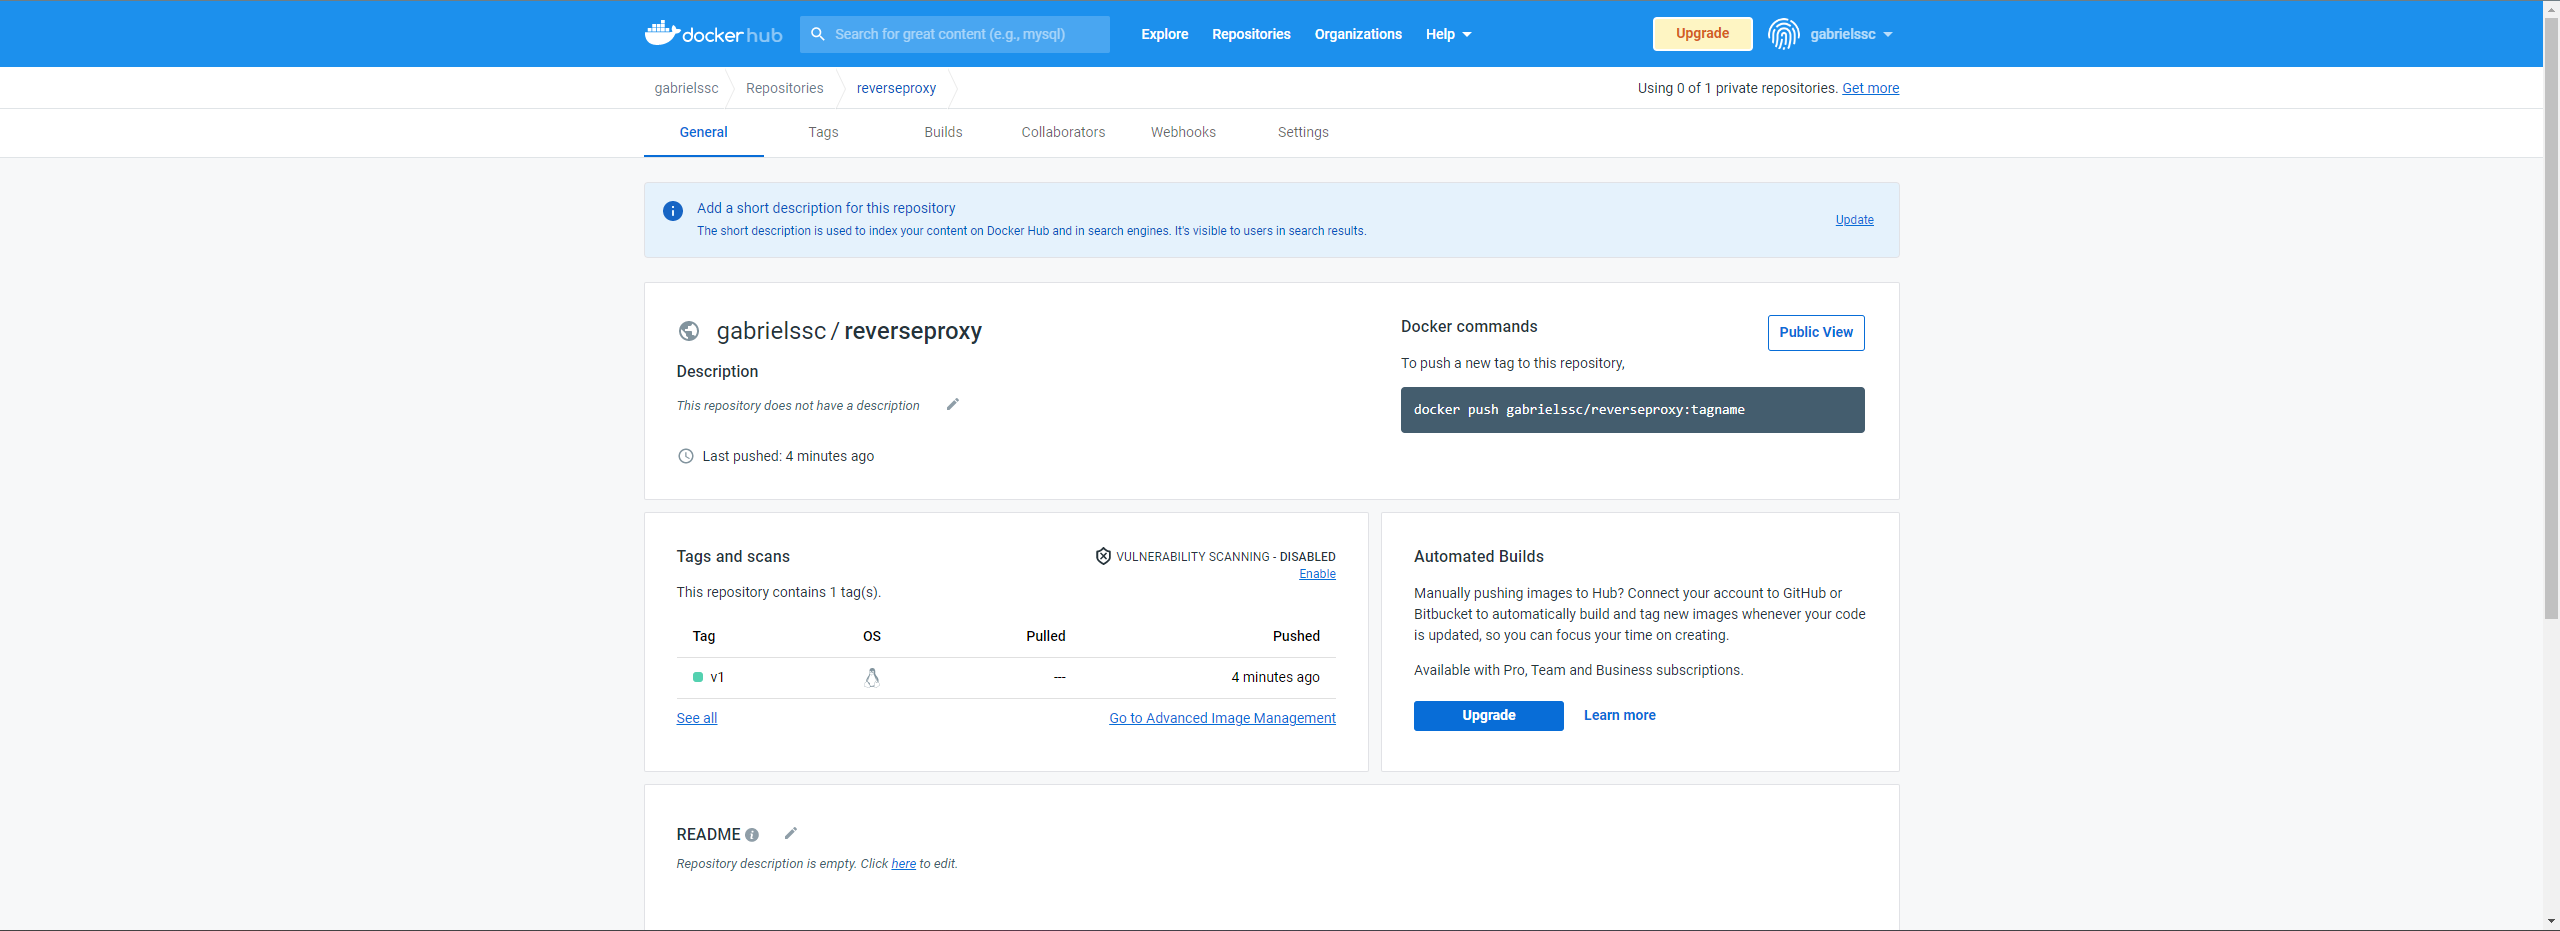 docker hub
Search for great content (e.g., mysql)
Explore
Repositories
Organizations
Help
Upgrade
gabrielssc
gabrielssc
Repositories
reverseproxy
Using 0 of 1 private repositories. Get more
General
Tags
Builds
Collaborators
Webhooks
Settings
Add a short description for this repository
The short description is used to index your content on Docker Hub and in search engines. It's visible to users in search results.
Update
gabrielssc / reverseproxy
Description
This repository does not have a description
Last pushed: 4 minutes ago
Docker commands
Public View
To push a new tag to this repository,
docker push gabrielssc/reverseproxy:tagname
Tags and scans
VULNERABILITY SCANNING - DISABLED
Enable
This repository contains 1 tag(s).
Tag OS Pulled Pushed
v1 --- 4 minutes ago
See all
Go to Advanced Image Management
Automated Builds
Manually pushing images to Hub? Connect your account to GitHub or
Bitbucket to automatically build and tag new images whenever your code
is updated, so you can focus your time on creating.
Available with Pro, Team and Business subscriptions.
Upgrade
Learn more
README
Repository description is empty. Click here to edit.